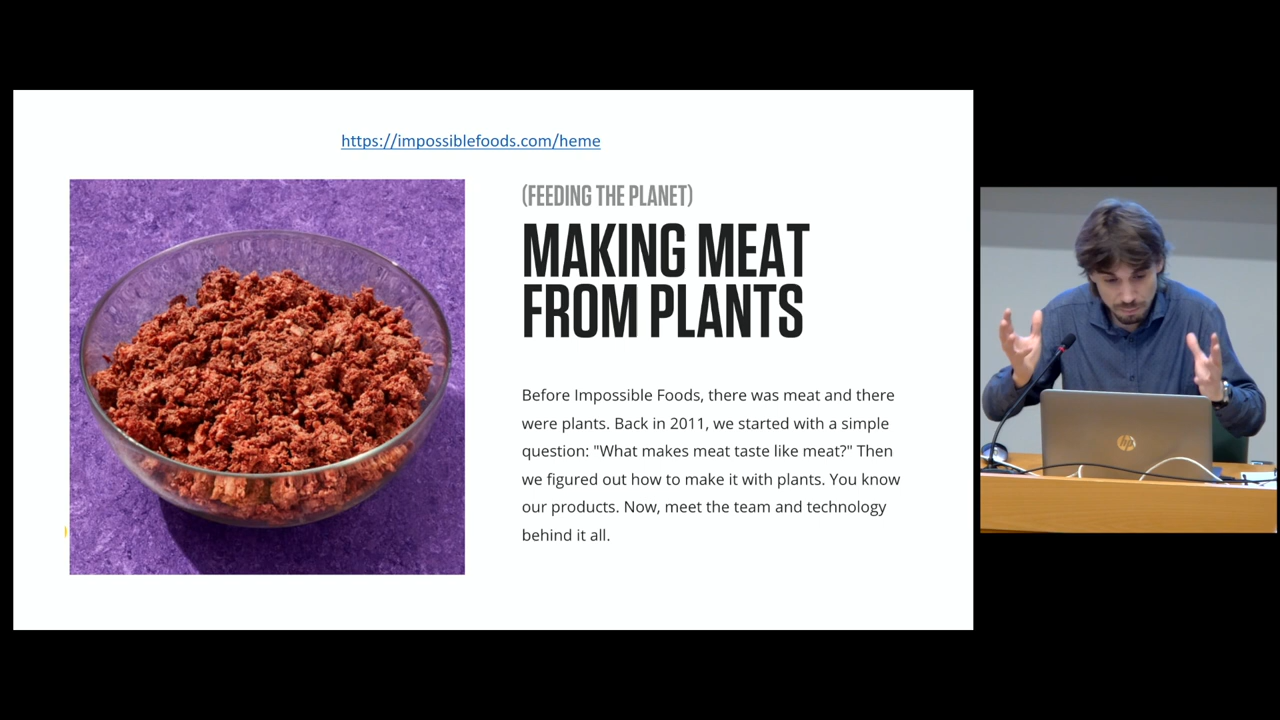 https://impossiblefoods.com/heme
(FEEDING THE PLANET)
MAKING MEAT
FROM PLANTS
Before Impossible Foods, there was meat and there
were plants. Back in 2011, we started with a simple
question: "What makes meat taste like meat?" Then
we figured out how to make it with plants. You know
our products. Now, meet the team and technology
behind it all.
hp